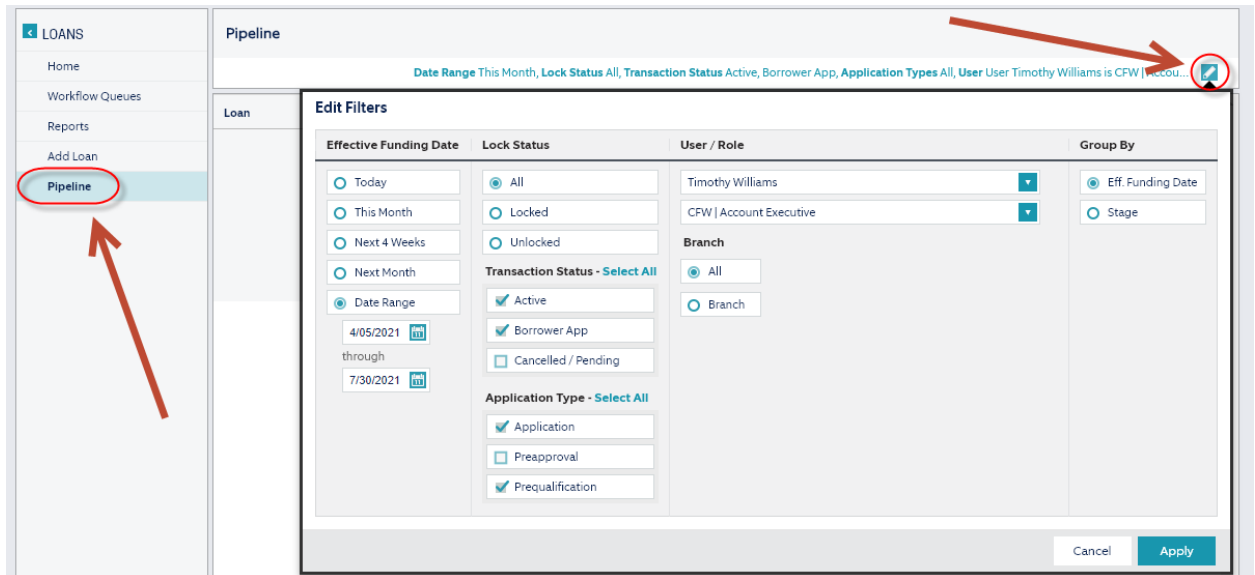 LOANS
Home
Workflow Queues
Reports
Add Loan
Pipeline
Pipeline
Date Range This Month, Lock Status All, Transaction Status Active, Borrower App, Application Types All, User User Timothy Williams is CFW | Accou...
Loan
Edit Filters
Effective Funding Date
Today
This Month
Next 4 Weeks
Next Month
Date Range
4/05/2021
through
7/30/2021
Lock Status
All
Locked
Unlocked
Transaction Status - Select All
Active
Borrower App
Cancelled / Pending
Application Type - Select All
Application
Preapproval
Prequalification
User / Role
Timothy Williams
CFW | Account Executive
Branch
All
Branch
Group By
Eff. Funding Date
Stage
Cancel
Apply